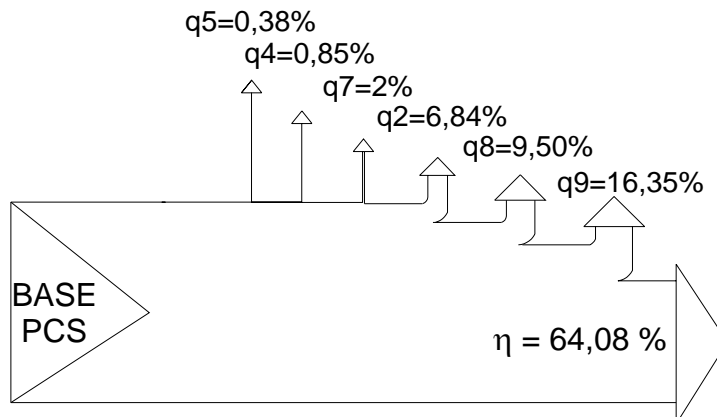 q5=0,38%
q4=0,85%
q7=2%
q2=6,84%
q8=9,50%
q9=16,35%
BASE
PCS
η = 64,08 %